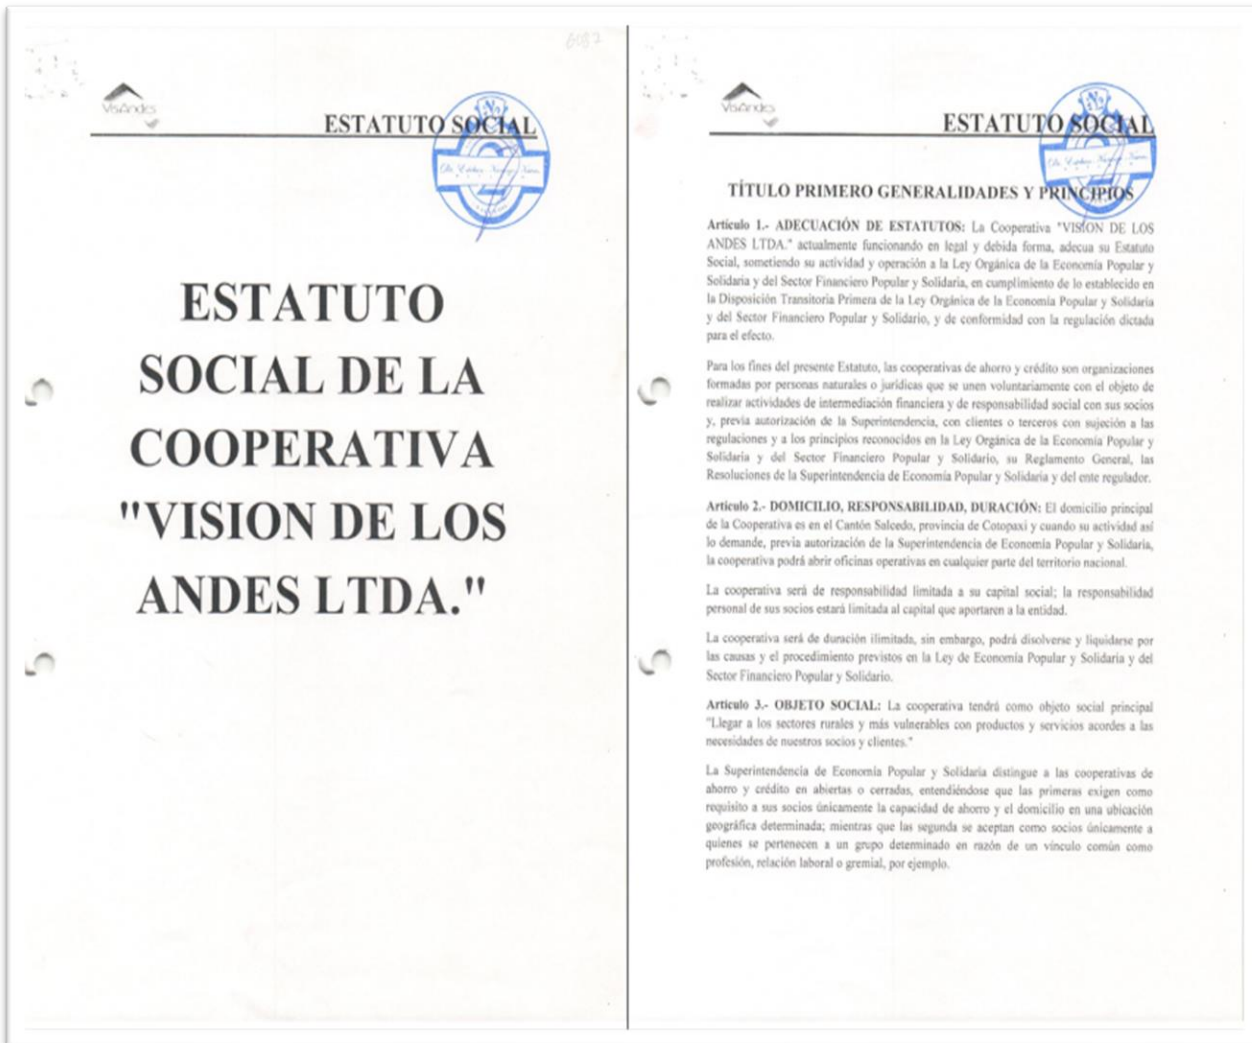 6187
VisAndes
ESTATUTO SOCIAL
ESTATUTO
SOCIAL DE LA
COOPERATIVA
"VISION DE LOS
ANDES LTDA."
VisAndes
ESTATUTO SOCIAL
TÍTULO PRIMERO GENERALIDADES Y PRINCIPIOS
Artículo 1.- ADECUACIÓN DE ESTATUTOS: La Cooperativa "VISION DE LOS
ANDES LTDA." actualmente funcionando en legal y debida forma, adecua su Estatuto
Social, sometiendo su actividad y operación a la Ley Orgánica de la Economía Popular y
Solidaria y del Sector Financiero Popular y Solidaria, en cumplimiento de lo establecido en
la Disposición Transitoria Primera de la Ley Orgánica de la Economía Popular y Solidaria
y del Sector Financiero Popular y Solidario, y de conformidad con la regulación dictada
para el efecto.
Para los fines del presente Estatuto, las cooperativas de ahorro y crédito son organizaciones
formadas por personas naturales o jurídicas que se unen voluntariamente con el objeto de
realizar actividades de intermediación financiera y de responsabilidad social con sus socios
y, previa autorización de la Superintendencia, con clientes o terceros con sujeción a las
regulaciones y a los principios reconocidos en la Ley Orgánica de la Economía Popular y
Solidaria y del Sector Financiero Popular y Solidario, su Reglamento General, las
Resoluciones de la Superintendencia de Economía Popular y Solidaria y del ente regulador.
Artículo 2.- DOMICILIO, RESPONSABILIDAD, DURACIÓN: El domicilio principal
de la Cooperativa es en el Cantón Salcedo, provincia de Cotopaxi y cuando su actividad así
lo demande, previa autorización de la Superintendencia de Economía Popular y Solidaria,
la cooperativa podrá abrir oficinas operativas en cualquier parte del territorio nacional.
La cooperativa será de responsabilidad limitada a su capital social; la responsabilidad
personal de sus socios estará limitada al capital que aportaren a la entidad.
La cooperativa será de duración ilimitada, sin embargo, podrá disolverse y liquidarse por
las causas y el procedimiento previstos en la Ley de Economía Popular y Solidaria y del
Sector Financiero Popular y Solidario.
Artículo 3.- OBJETO SOCIAL: La cooperativa tendrá como objeto social principal
"Llegar a los sectores rurales y más vulnerables con productos y servicios acordes a las
necesidades de nuestros socios y clientes."
La Superintendencia de Economía Popular y Solidaria distingue a las cooperativas de
ahorro y crédito en abiertas o cerradas, entendiéndose que las primeras exigen como
requisito a sus socios únicamente la capacidad de ahorro y el domicilio en una ubicación
geográfica determinada; mientras que las segunda se aceptan como socios únicamente a
quienes se pertenecen a un grupo determinado en razón de un vínculo común como
profesión, relación laboral o gremial, por ejemplo.